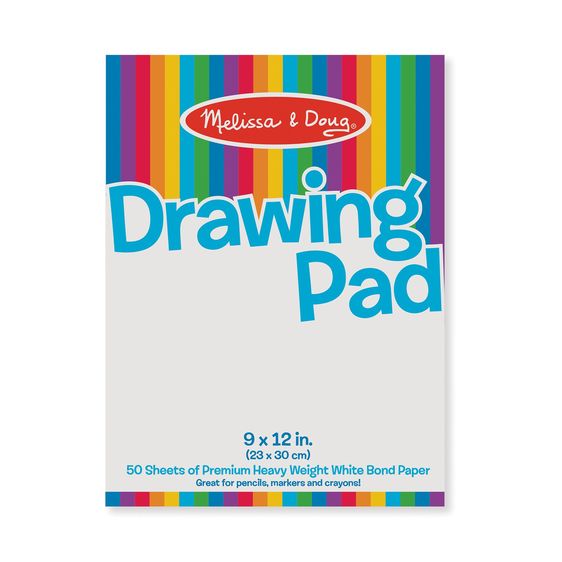 Melissa & Doug®
Drawing
Pad
9 x 12 in.
(23 x 30 cm)
50 Sheets of Premium Heavy Weight White Bond Paper
Great for pencils, markers and crayons!